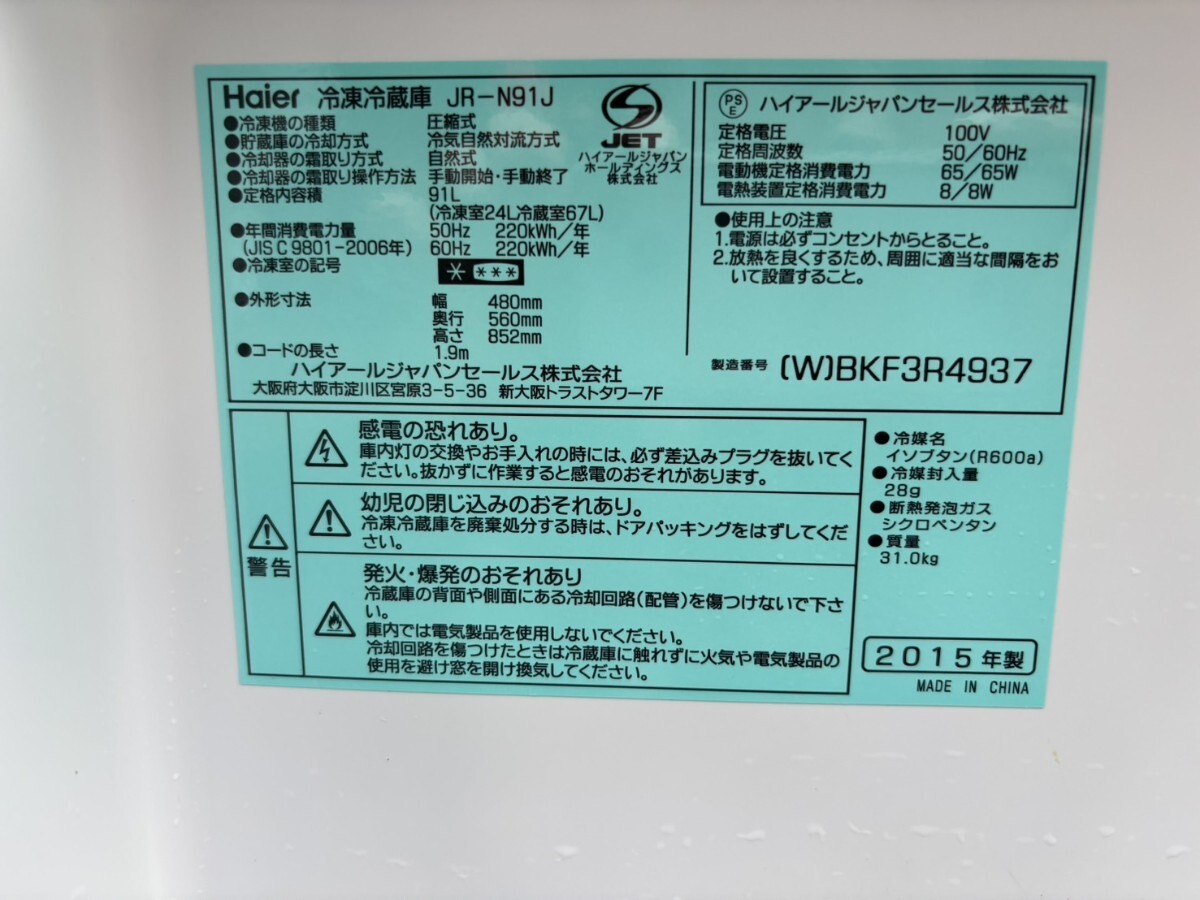 Haier 冷凍冷蔵庫 JR-N91J
●冷凍機の種類 圧縮式
●貯蔵庫の冷却方式 冷気自然対流方式
●冷却器の霜取り方式 自然式
●冷却器の霜取り操作方法 手動開始・手動終了
●定格内容積 91L
(冷凍室24L冷蔵室67L)
●年間消費電力量 50Hz 220kWh/年
(JIS C 9801-2006年) 60Hz 220kWh/年
●冷凍室の記号 * ***
●外形寸法 幅 480mm
奥行 560mm
高さ 852mm
●コードの長さ 1.9m
ハイアールジャパンセールス株式会社
大阪府大阪市淀川区宮原3-5-36 新大阪トラストタワー7F
JET
ハイアールジャパン
ホールディングス
株式会社
PS
E
ハイアールジャパンセールス株式会社
定格電圧 100V
定格周波数 50/60Hz
電動機定格消費電力 65/65W
電熱装置定格消費電力 8/8W
●使用上の注意
1.電源は必ずコンセントからとること。
2.放熱を良くするため、周囲に適当な間隔をお
いて設置すること。
製造番号 (W)BKF3R4937
警告
感電の恐れあり。
庫内灯の交換やお手入れの時には、必ず差込みプラグを抜いてく
ださい。抜かずに作業すると感電のおそれがあります。
幼児の閉じ込みのおそれあり。
冷凍冷蔵庫を廃棄処分する時は、ドアパッキングをはずしてくだ
さい。
発火・爆発のおそれあり
冷蔵庫の背面や側面にある冷却回路(配管)を傷つけないで下さ
い。
庫内では電気製品を使用しないでください。
冷却回路を傷つけたときは冷蔵庫に触れずに火気や電気製品の
使用を避け窓を開け換気してください。
●冷媒名
イソブタン(R600a)
●冷媒封入量
28g
●断熱発泡ガス
シクロペンタン
●質量
31.0kg
2015年製
MADE IN CHINA